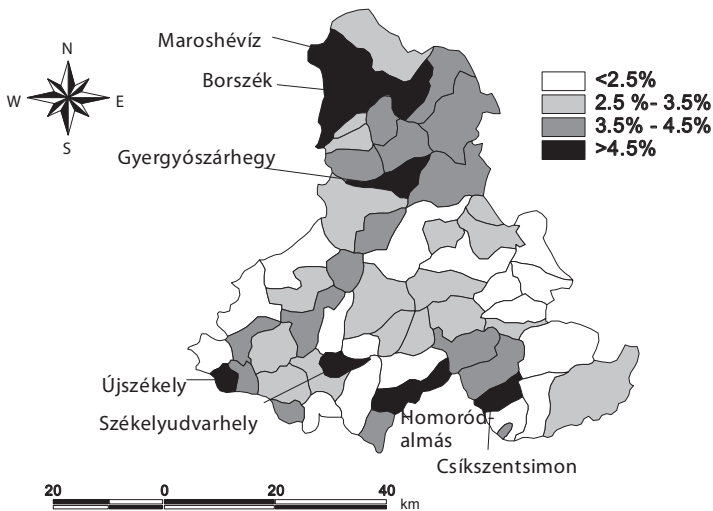 Maroshévíz
Borszék
N
W
E
S
<2.5%
2.5 %- 3.5%
3.5% - 4.5%
>4.5%
Gyergyószárhegy
Újszékely
Székelyudvarhely
Homoród-
almás
Csíkszentsimon
20 0 20 40
km